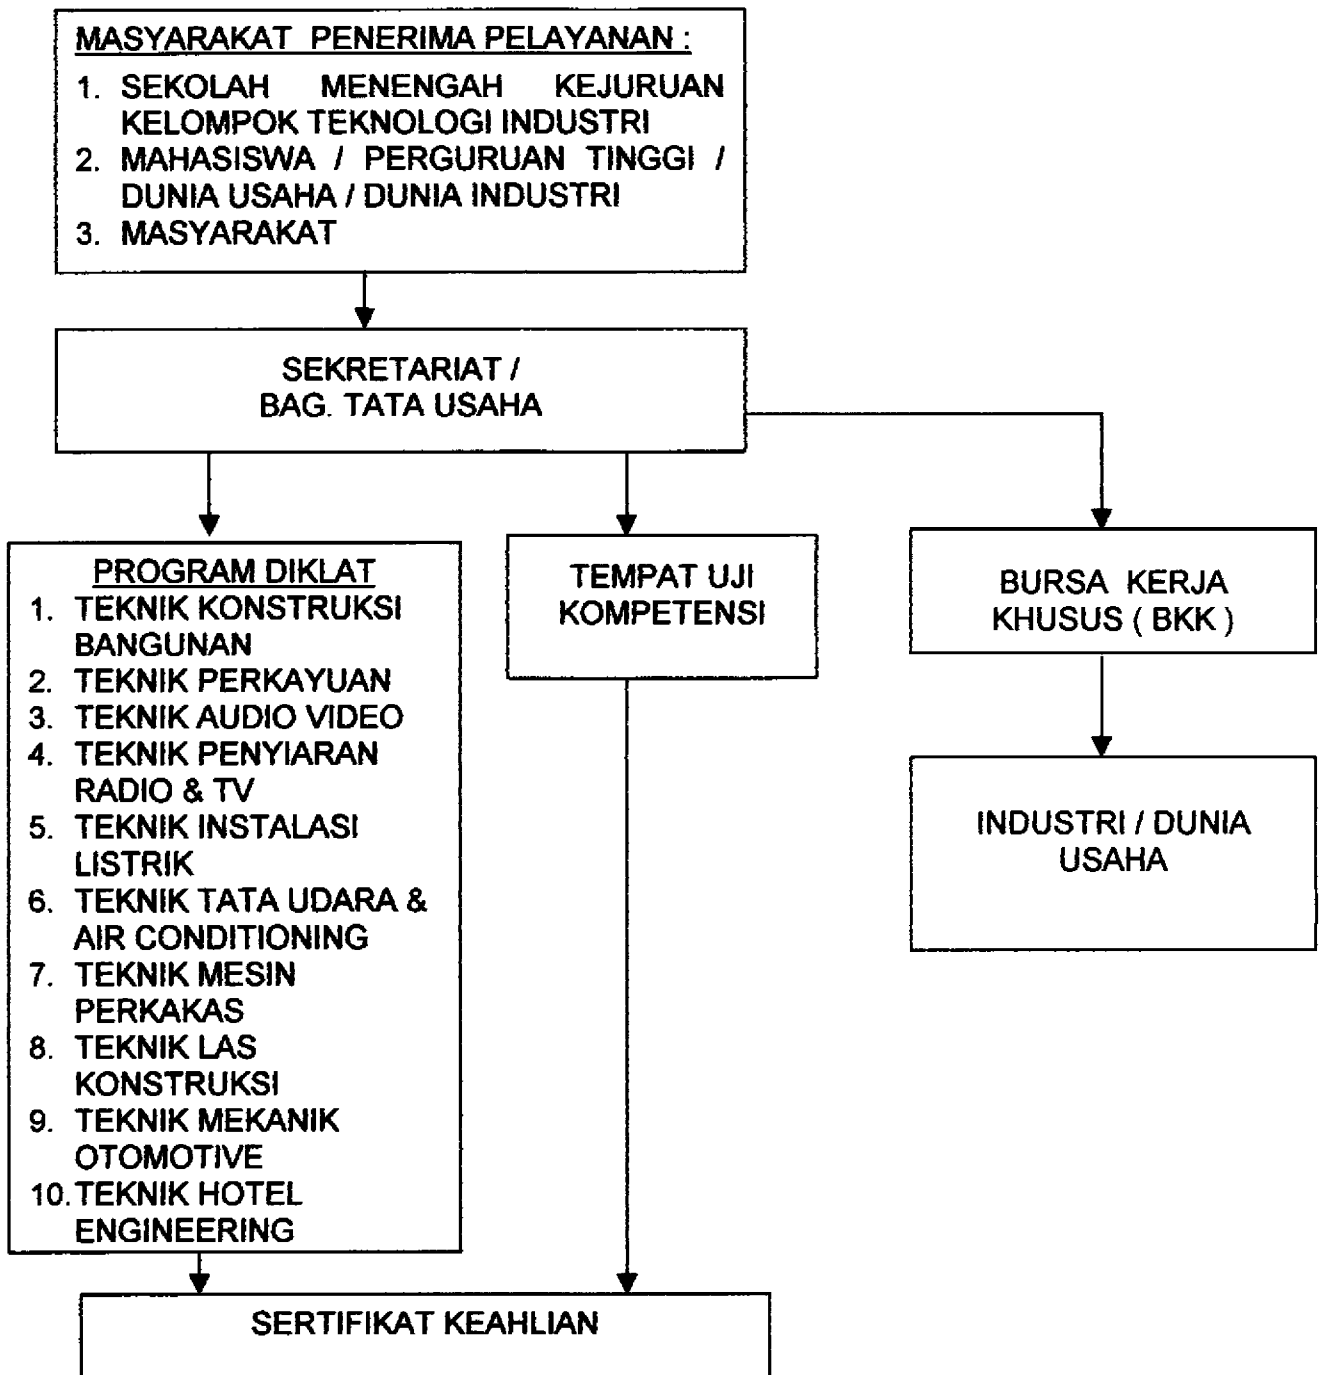 MASYARAKAT PENERIMA PELAYANAN :
1. SEKOLAH MENENGAH KEJURUAN
KELOMPOK TEKNOLOGI INDUSTRI
2. MAHASISWA / PERGURUAN TINGGI /
DUNIA USAHA / DUNIA INDUSTRI
3. MASYARAKAT
SEKRETARIAT /
BAG. TATA USAHA
PROGRAM DIKLAT
1. TEKNIK KONSTRUKSI
BANGUNAN
2. TEKNIK PERKAYUAN
3. TEKNIK AUDIO VIDEO
4. TEKNIK PENYIARAN
RADIO & TV
5. TEKNIK INSTALASI
LISTRIK
6. TEKNIK TATA UDARA &
AIR CONDITIONING
7. TEKNIK MESIN
PERKAKAS
8. TEKNIK LAS
KONSTRUKSI
9. TEKNIK MEKANIK
OTOMOTIVE
10. TEKNIK HOTEL
ENGINEERING
TEMPAT UJI
KOMPETENSI
BURSA KERJA
KHUSUS ( BKK )
INDUSTRI / DUNIA
USAHA
SERTIFIKAT KEAHLIAN